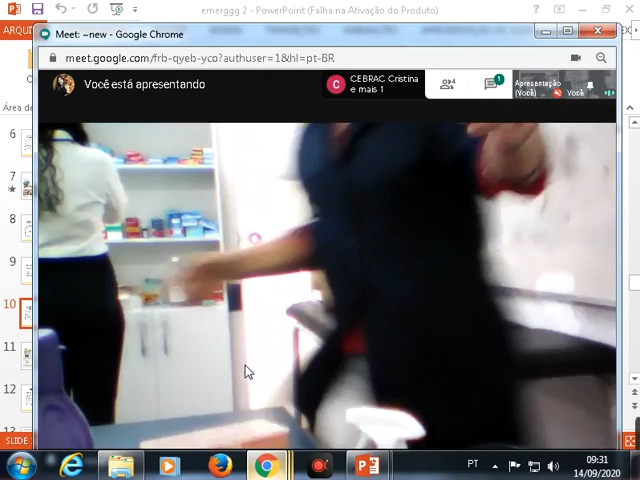 emerggg 2 - PowerPoint (Falha na Ativação do Produto)
Meet: ~new - Google Chrome
ARQU
meet.google.com/frb-qyeb-yco?authuser=1&hl=pt-BR
Você está apresentando
C
CEBRAC Cristina
e mais 1
4
1
Apresentação
(Você)
Você
Área de
6
7
8
9
10
11
12
SLIDE
PT
09:31
14/09/2020